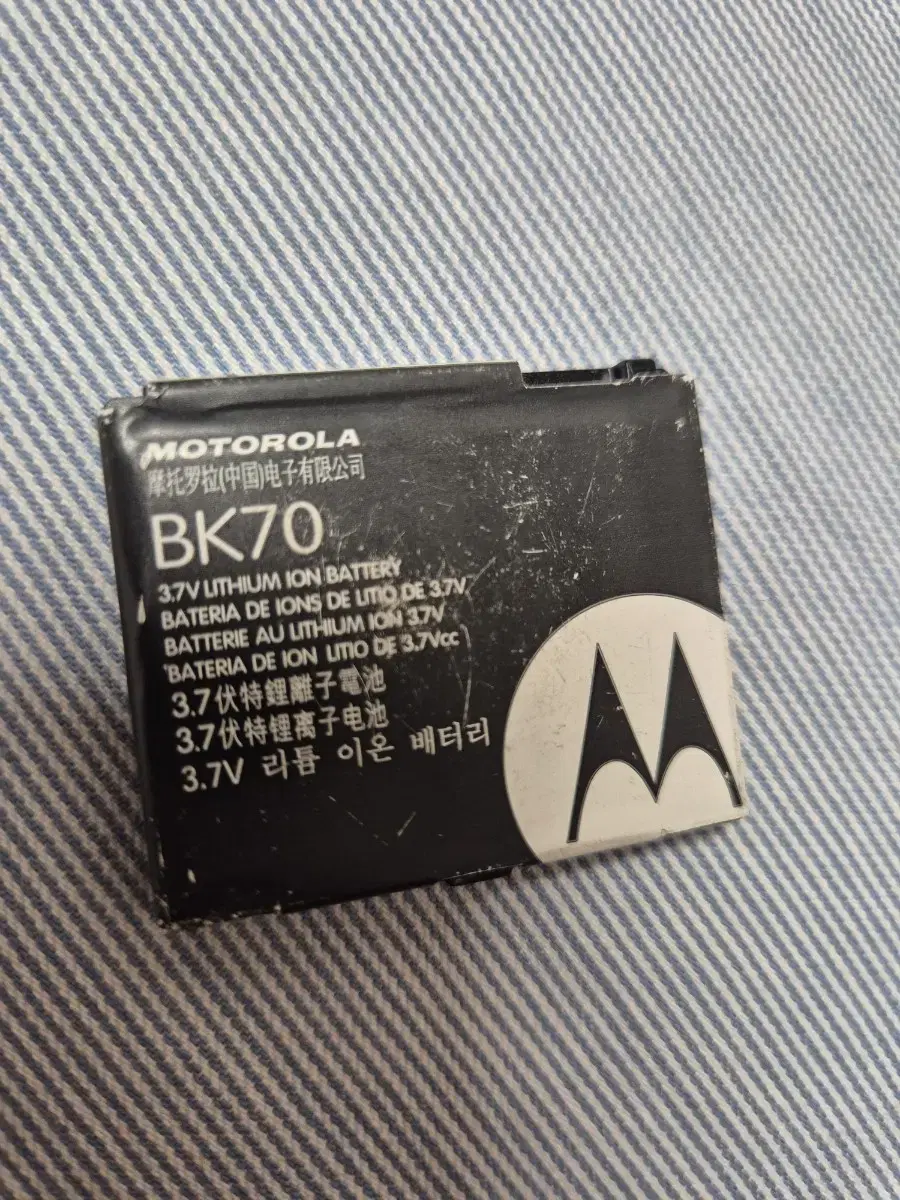 MOTOROLA
摩托罗拉(中国)电子有限公司
BK70
3.7V LITHIUM ION BATTERY
BATERIA DE IONS DE LITIO DE 3.7V
BATTERIE AU LITHIUM ION 3.7V
BATERIA DE ION LITIO DE 3.7Vcc
3.7伏特鋰離子電池
3.7伏特锂离子电池
3.7V 리튬 이온 배터리